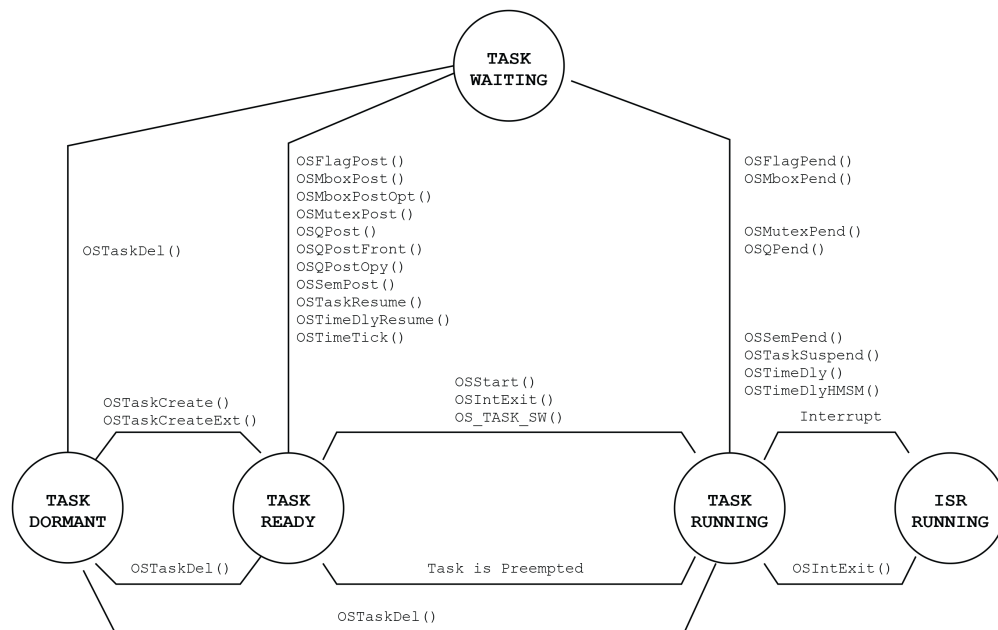 TASK
WAITING
OSFlagPost()
OSMboxPost()
OSMboxPostOpt()
OSMutexPost()
OSQPost()
OSQPostFront()
OSQPostOpy()
OSSemPost()
OSTaskResume()
OSTimeDlyResume()
OSTimeTick()
OSFlagPend()
OSMboxPend()
OSMutexPend()
OSQPend()
OSSemPend()
OSTaskSuspend()
OSTimeDly()
OSTimeDlyHMSM()
OSTaskDel()
OSTaskCreate()
OSTaskCreateExt()
OSStart()
OSIntExit()
OS_TASK_SW()
Interrupt
TASK
DORMANT
TASK
READY
TASK
RUNNING
ISR
RUNNING
OSTaskDel()
Task is Preempted
OSIntExit()
OSTaskDel()